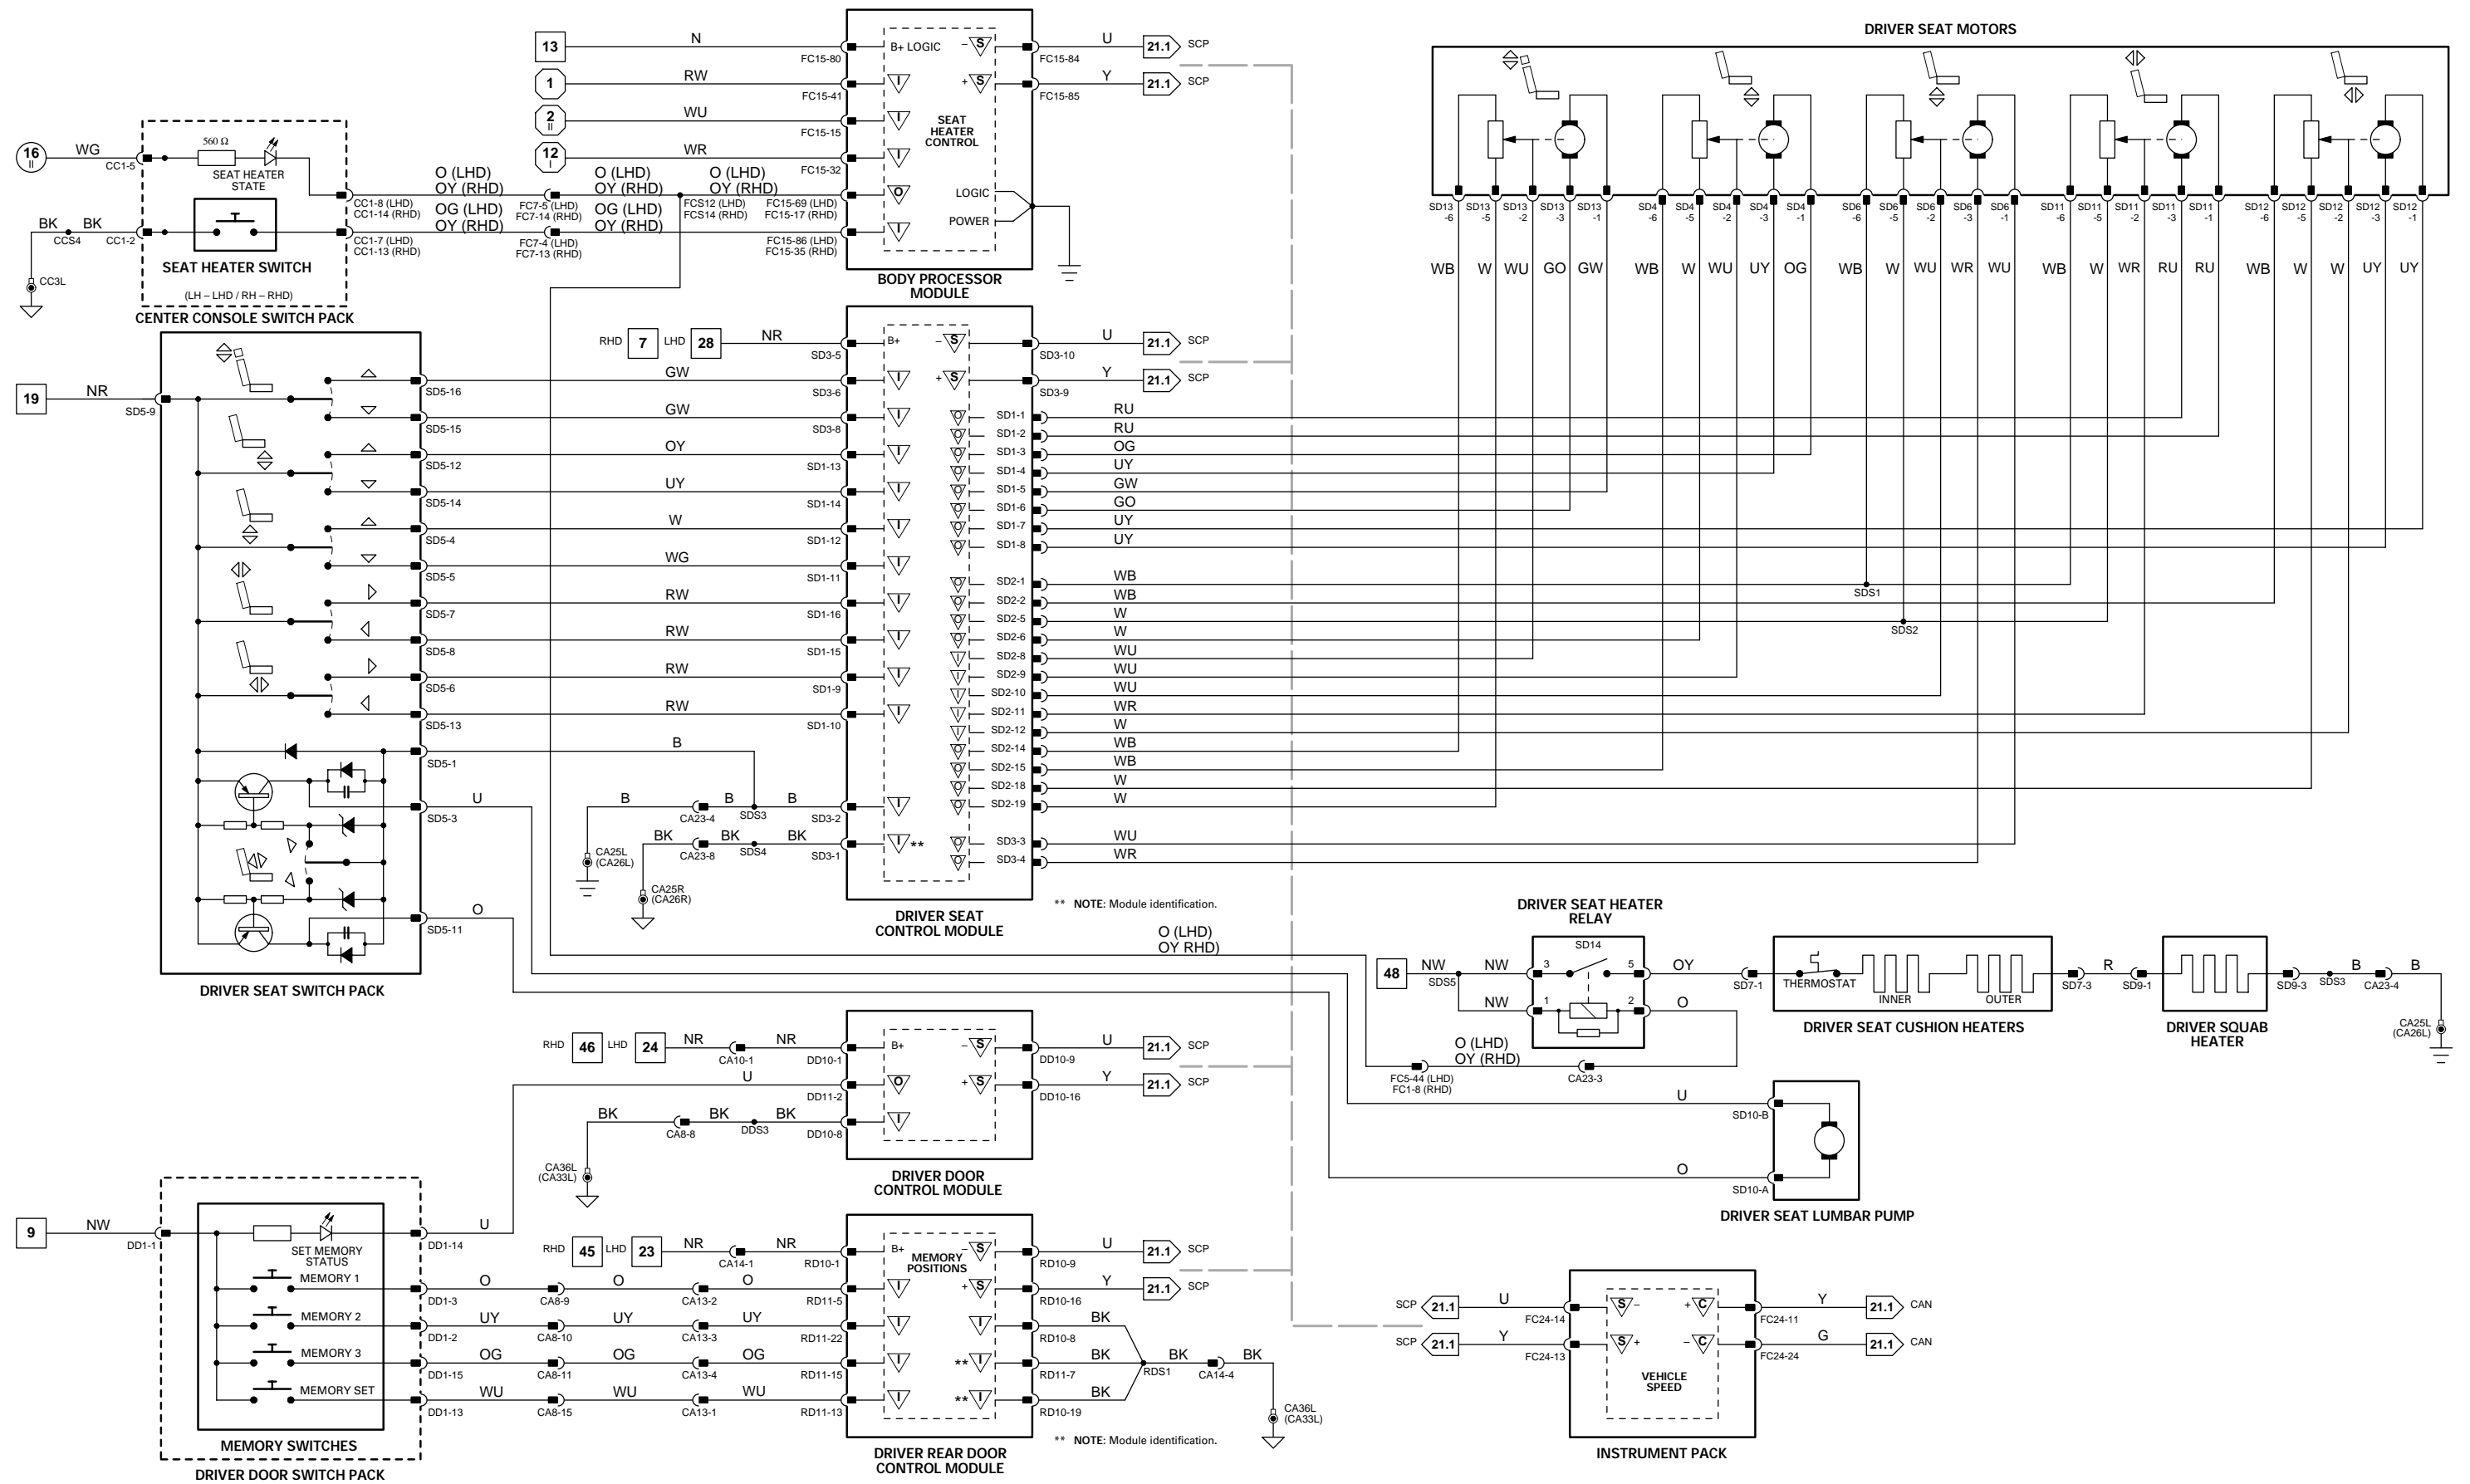 DRIVER SEAT MOTORS
13
N
FC15-80
B+ LOGIC
– S
FC15-84
U
21.1
SCP
1
RW
FC15-41
I
+ S
FC15-85
Y
21.1
SCP
2
II
WU
FC15-15
I
SEAT
HEATER
CONTROL
12
I
WR
FC15-32
I
16
II
WG
CC1-5
560 Ω
SEAT HEATER
STATE
CC1-8 (LHD)
CC1-14 (RHD)
O (LHD)
OY (RHD)
FC7-5 (LHD)
FC7-14 (RHD)
O (LHD)
OY (RHD)
FCS12 (LHD)
FCS14 (RHD)
O (LHD)
OY (RHD)
FC15-69 (LHD)
FC15-17 (RHD)
O
LOGIC
POWER
BK
CCS4
BK
CC1-2
CC3L
CC1-7 (LHD)
CC1-13 (RHD)
OG (LHD)
OY (RHD)
FC7-4 (LHD)
FC7-13 (RHD)
OG (LHD)
OY (RHD)
FC15-86 (LHD)
FC15-35 (RHD)
I
SEAT HEATER SWITCH
(LH – LHD / RH – RHD)
CENTER CONSOLE SWITCH PACK
BODY PROCESSOR
MODULE
SD13
-6
SD13
-5
SD13
-2
SD13
-3
SD13
-1
SD4
-6
SD4
-5
SD4
-2
SD4
-3
SD4
-1
SD6
-6
SD6
-5
SD6
-2
SD6
-3
SD6
-1
SD11
-6
SD11
-5
SD11
-2
SD11
-3
SD11
-1
SD12
-6
SD12
-5
SD12
-2
SD12
-3
SD12
-1
WB W WU GO GW
WB W WU UY OG
WB W WU WR WU
WB W WR RU RU
WB W W UY UY
19
NR
SD5-9
RHD
7
LHD
28
NR
SD3-5
B+
– S
SD3-10
U
21.1
SCP
SD5-16
GW
SD3-6
I
+ S
SD3-9
Y
21.1
SCP
SD5-15
GW
SD3-8
I
SD5-12
OY
SD1-13
I
SD5-14
UY
SD1-14
I
SD5-4
W
SD1-12
I
SD5-5
WG
SD1-11
I
SD5-7
RW
SD1-16
I
SD5-8
RW
SD1-15
I
SD5-6
RW
SD1-9
I
SD5-13
RW
SD1-10
I
O SD1-1 RU
O SD1-2 RU
O SD1-3 OG
O SD1-4 UY
O SD1-5 GW
O SD1-6 GO
O SD1-7 UY
O SD1-8 UY
O SD2-1 WB
SDS1
O SD2-2 WB
O SD2-5 W
SDS2
O SD2-6 W
I SD2-8 WU
I SD2-9 WU
I SD2-10 WU
I SD2-11 WR
I SD2-12 W
O SD2-14 WB
O SD2-15 WB
O SD2-18 W
O SD2-19 W
O SD3-3 WU
O SD3-4 WR
SD5-1
B
SD5-3
U
B
CA23-4
B
SDS3
B
SD3-2
I
CA25L
(CA26L)
BK
CA23-8
BK
SDS4
BK
SD3-1
I **
CA25R
(CA26R)
SD5-11
O
DRIVER SEAT SWITCH PACK
DRIVER SEAT
CONTROL MODULE
** NOTE: Module identification.
O (LHD)
OY RHD)
DRIVER SEAT HEATER
RELAY
SD14
48
NW
SDS5
NW
3
5
OY
SD7-1
THERMOSTAT
INNER
OUTER
SD7-3
R
SD9-1
SD9-3
SDS3
B
CA23-4
B
CA25L
(CA26L)
NW
1
2
O
O (LHD)
OY (RHD)
FC5-44 (LHD)
FC1-8 (RHD)
CA23-3
DRIVER SEAT CUSHION HEATERS
DRIVER SQUAB
HEATER
U
SD10-B
O
SD10-A
DRIVER SEAT LUMBAR PUMP
RHD
46
LHD
24
NR
CA10-1
NR
DD10-1
B+
– S
DD10-9
U
21.1
SCP
U
DD11-2
O
+ S
DD10-16
Y
21.1
SCP
BK
CA8-8
BK
DDS3
BK
DD10-8
I
CA36L
(CA33L)
DRIVER DOOR
CONTROL MODULE
9
NW
DD1-1
SET MEMORY
STATUS
DD1-14
U
MEMORY 1
DD1-3
O
CA8-9
O
CA13-2
O
RD11-5
I
MEMORY 2
DD1-2
UY
CA8-10
UY
CA13-3
UY
RD11-22
I
MEMORY 3
DD1-15
OG
CA8-11
OG
CA13-4
OG
RD11-15
I
MEMORY SET
DD1-13
WU
CA8-15
WU
CA13-1
WU
RD11-13
I
MEMORY SWITCHES
DRIVER DOOR SWITCH PACK
RHD
45
LHD
23
NR
CA14-1
NR
RD10-1
B+
MEMORY
POSITIONS
– S
RD10-9
U
21.1
SCP
+ S
RD10-16
Y
21.1
SCP
I
RD10-8
BK
** I
RD11-7
BK
RDS1
BK
CA14-4
BK
** I
RD10-19
BK
CA36L
(CA33L)
DRIVER REAR DOOR
CONTROL MODULE
** NOTE: Module identification.
SCP
21.1
U
FC24-14
S –
+ C
FC24-11
Y
21.1
CAN
SCP
21.1
Y
FC24-13
S +
– C
FC24-24
G
21.1
CAN
VEHICLE
SPEED
INSTRUMENT PACK